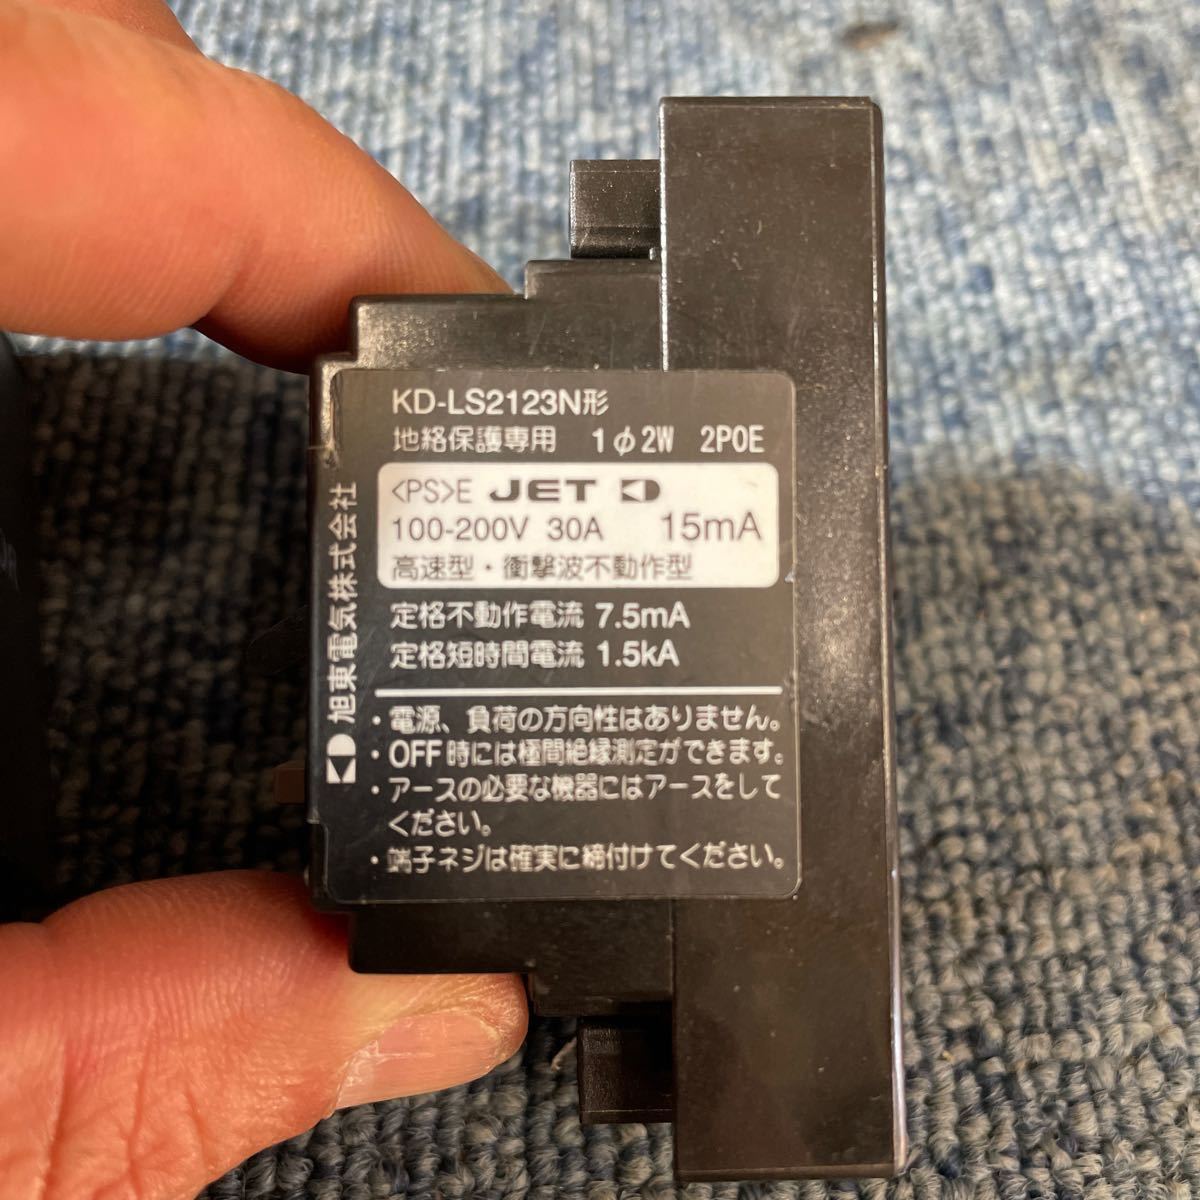 KD-LS2123N形
地絡保護専用 1φ2W 2P0E
<PS>E JET
100-200V 30A 15mA
高速型・衝撃波不動作型
定格不動作電流 7.5mA
定格短時間電流 1.5kA
・電源、負荷の方向性はありません。
・OFF時には極間絶縁測定ができます。
・アースの必要な機器にはアースをして
ください。
・端子ネジは確実に締付けてください。
旭東電気株式会社